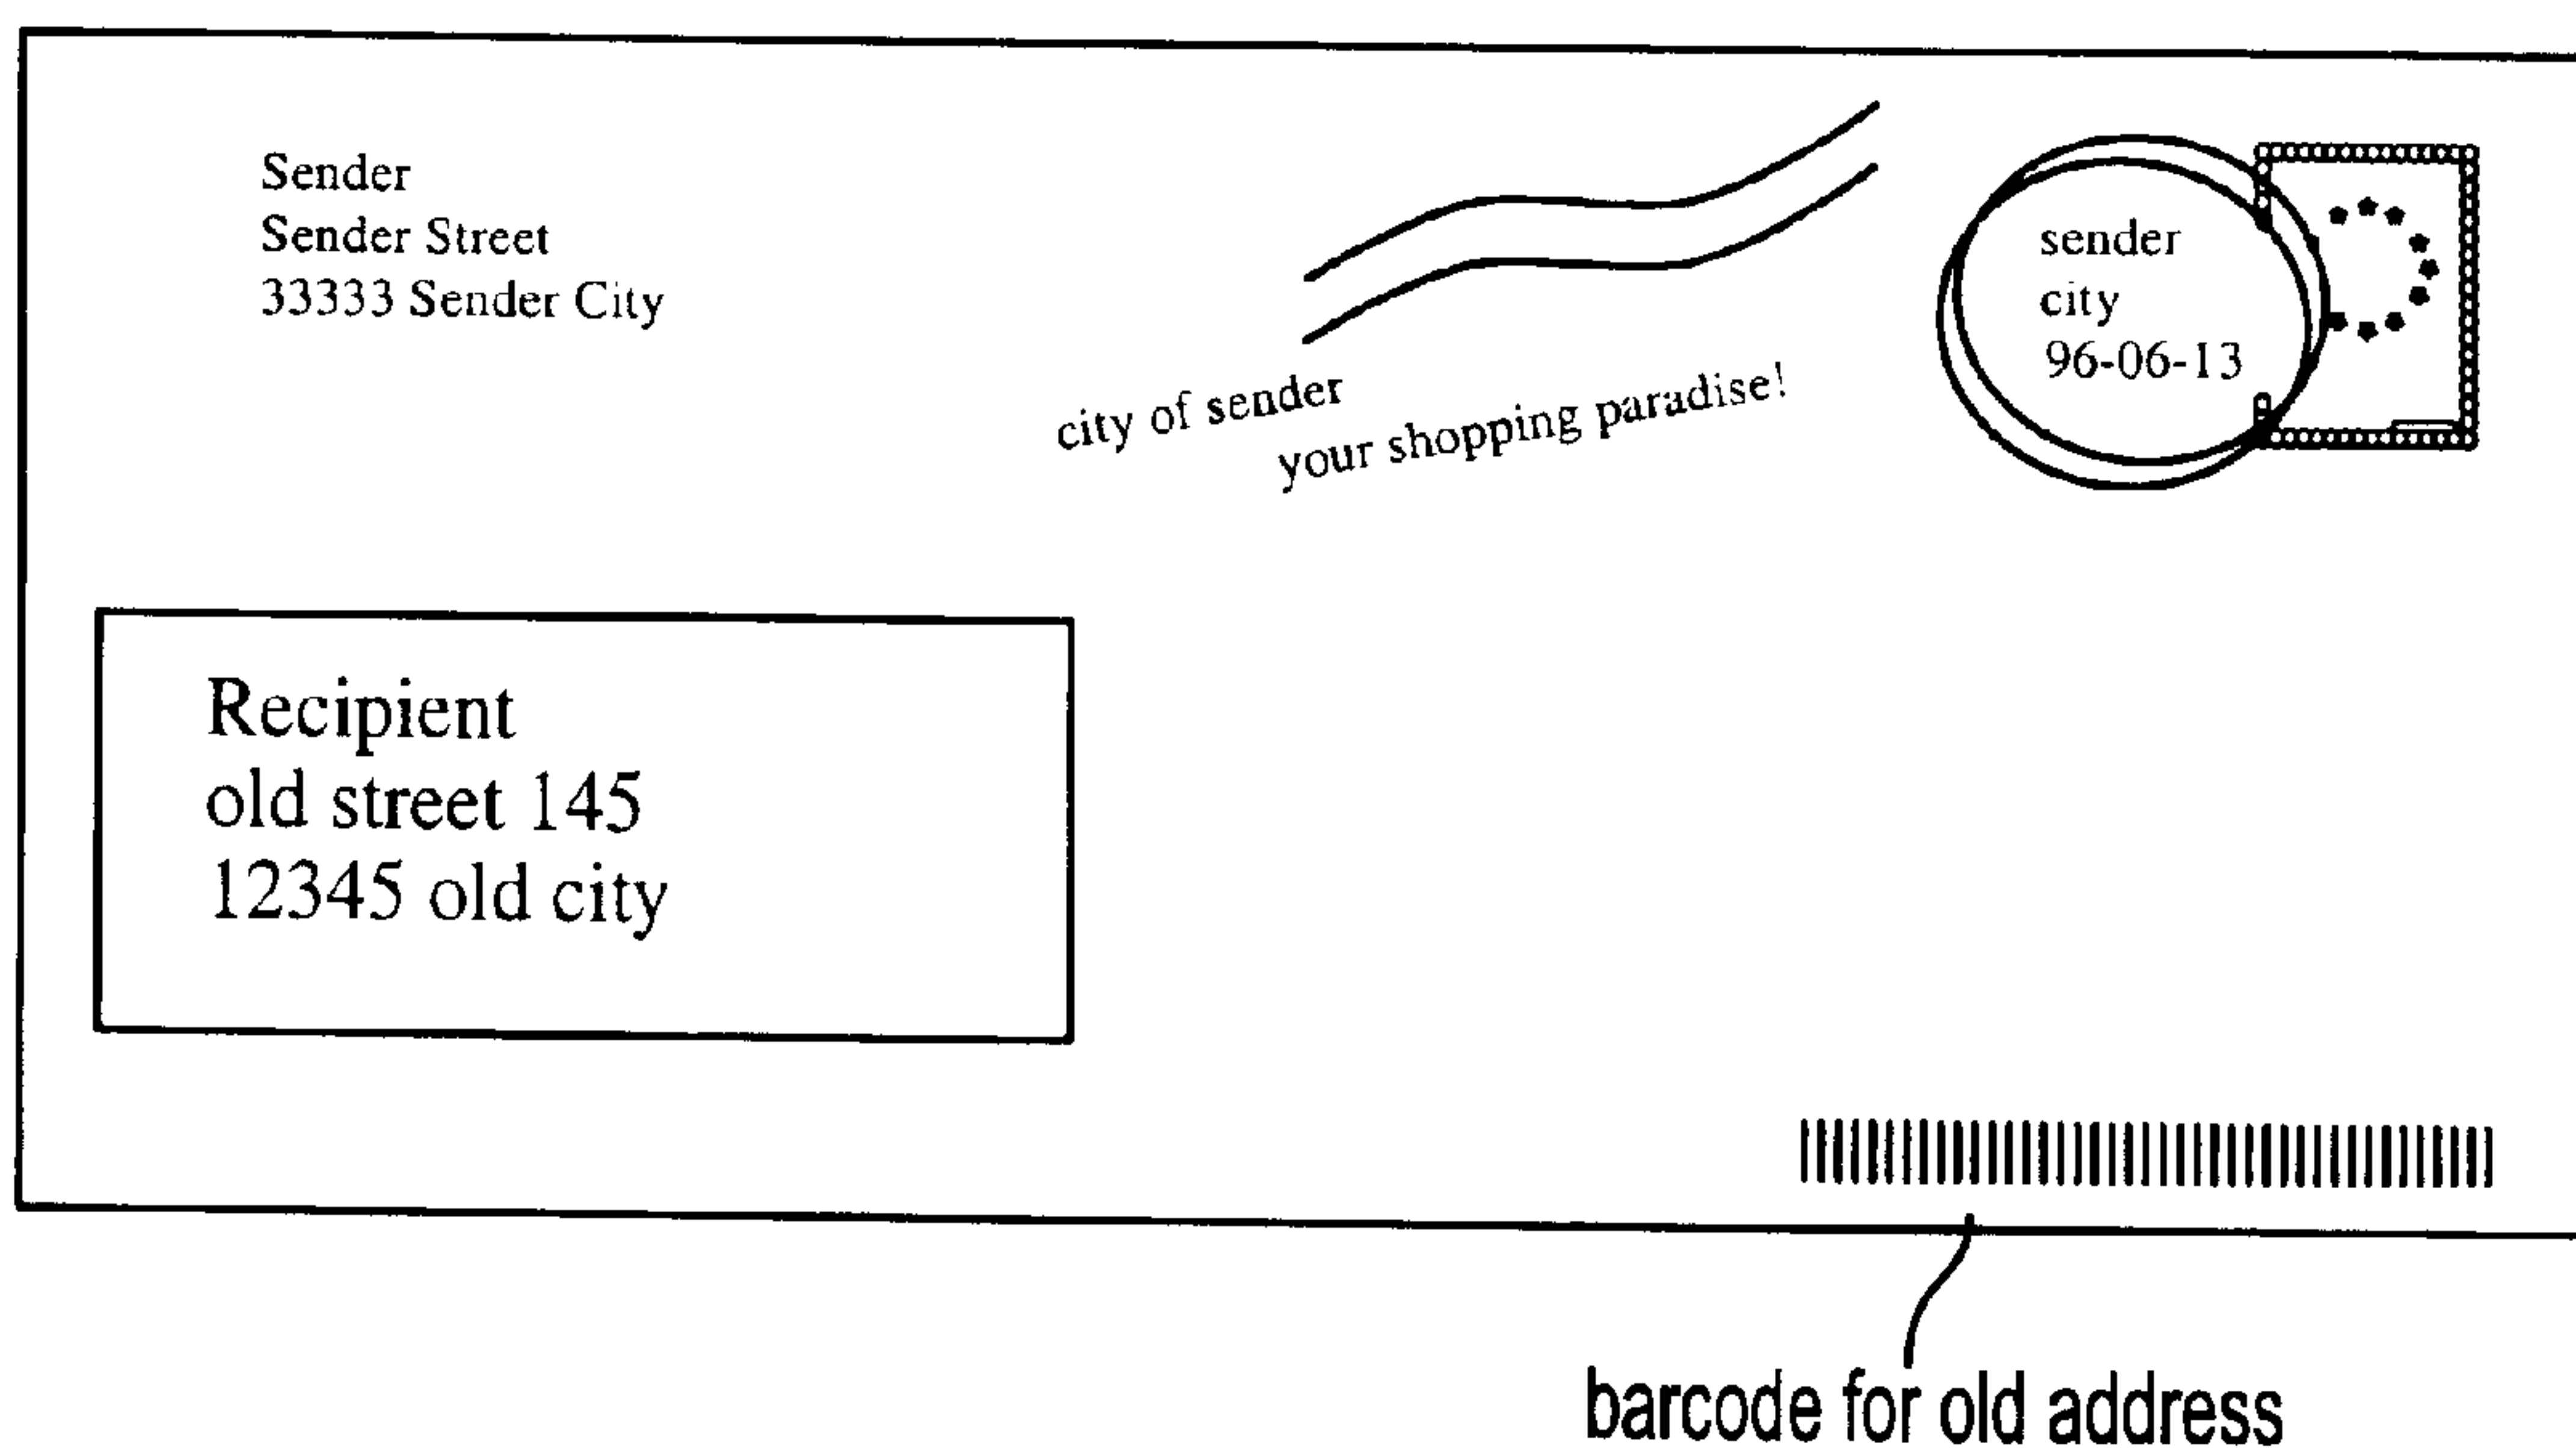 Sender
Sender Street
33333 Sender City
city of sender
your shopping paradise!
sender
city
96-06-13
Recipient
old street 145
12345 old city
barcode for old address